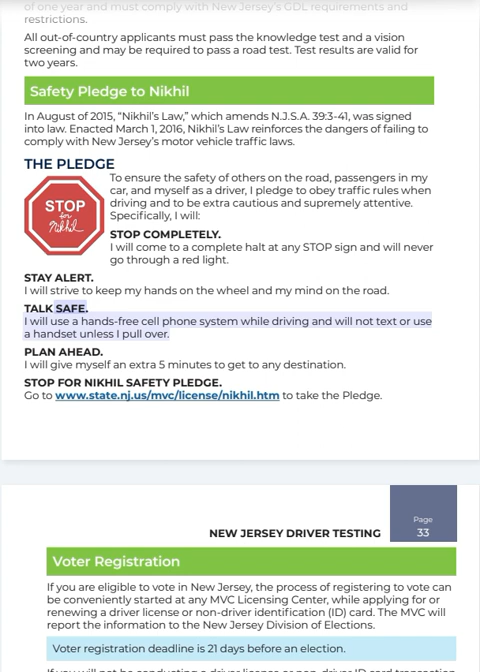 of one year and must comply with New Jersey's GDL requirements and
restrictions.
All out-of-country applicants must pass the knowledge test and a vision
screening and may be required to pass a road test. Test results are valid for
two years.
Safety Pledge to Nikhil
In August of 2015, “Nikhil’s Law,” which amends N.J.S.A. 39:3-41, was signed
into law. Enacted March 1, 2016, Nikhil’s Law reinforces the dangers of failing to
comply with New Jersey’s motor vehicle traffic laws.
THE PLEDGE
STOP
for
Nikhil
To ensure the safety of others on the road, passengers in my
car, and myself as a driver, I pledge to obey traffic rules when
driving and to be extra cautious and supremely attentive.
Specifically, I will:
STOP COMPLETELY.
I will come to a complete halt at any STOP sign and will never
go through a red light.
STAY ALERT.
I will strive to keep my hands on the wheel and my mind on the road.
TALK SAFE.
I will use a hands-free cell phone system while driving and will not text or use
a handset unless I pull over.
PLAN AHEAD.
I will give myself an extra 5 minutes to get to any destination.
STOP FOR NIKHIL SAFETY PLEDGE.
Go to www.state.nj.us/mvc/license/nikhil.htm to take the Pledge.
Page
33
NEW JERSEY DRIVER TESTING
Voter Registration
If you are eligible to vote in New Jersey, the process of registering to vote can
be conveniently started at any MVC Licensing Center, while applying for or
renewing a driver license or non-driver identification (ID) card. The MVC will
report the information to the New Jersey Division of Elections.
Voter registration deadline is 21 days before an election.
If you will not be conducting a driver license or non-driver ID card transaction